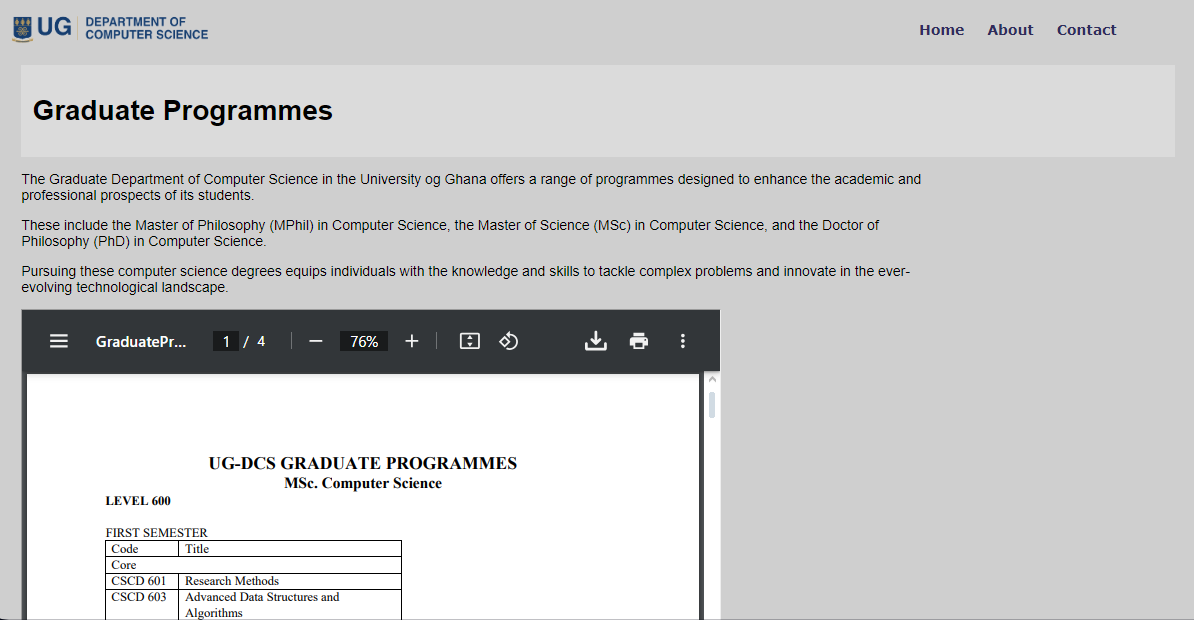 UG DEPARTMENT OF
COMPUTER SCIENCE
Home About Contact
Graduate Programmes
The Graduate Department of Computer Science in the University og Ghana offers a range of programmes designed to enhance the academic and
professional prospects of its students.
These include the Master of Philosophy (MPhil) in Computer Science, the Master of Science (MSc) in Computer Science, and the Doctor of
Philosophy (PhD) in Computer Science.
Pursuing these computer science degrees equips individuals with the knowledge and skills to tackle complex problems and innovate in the ever-
evolving technological landscape.
GraduatePr... 1 / 4 76%
UG-DCS GRADUATE PROGRAMMES
MSc. Computer Science
LEVEL 600
FIRST SEMESTER
Code Title
Core
CSCD 601 Research Methods
CSCD 603 Advanced Data Structures and
Algorithms